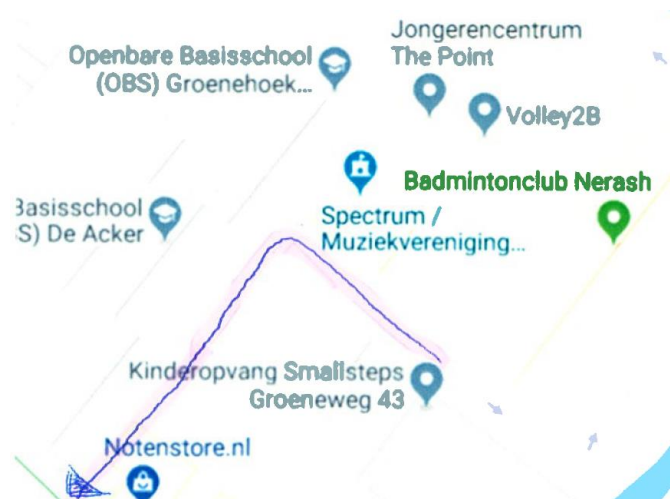 Jongerencentrum
The Point
Openbare Basisschool
(OBS) Groenehoek...
Volley2B
Badmintonclub Nerash
3asisschool
S) De Acker
Spectrum /
Muziekvereniging...
Kinderopvang Smallsteps
Groeneweg 43
Notenstore.nl